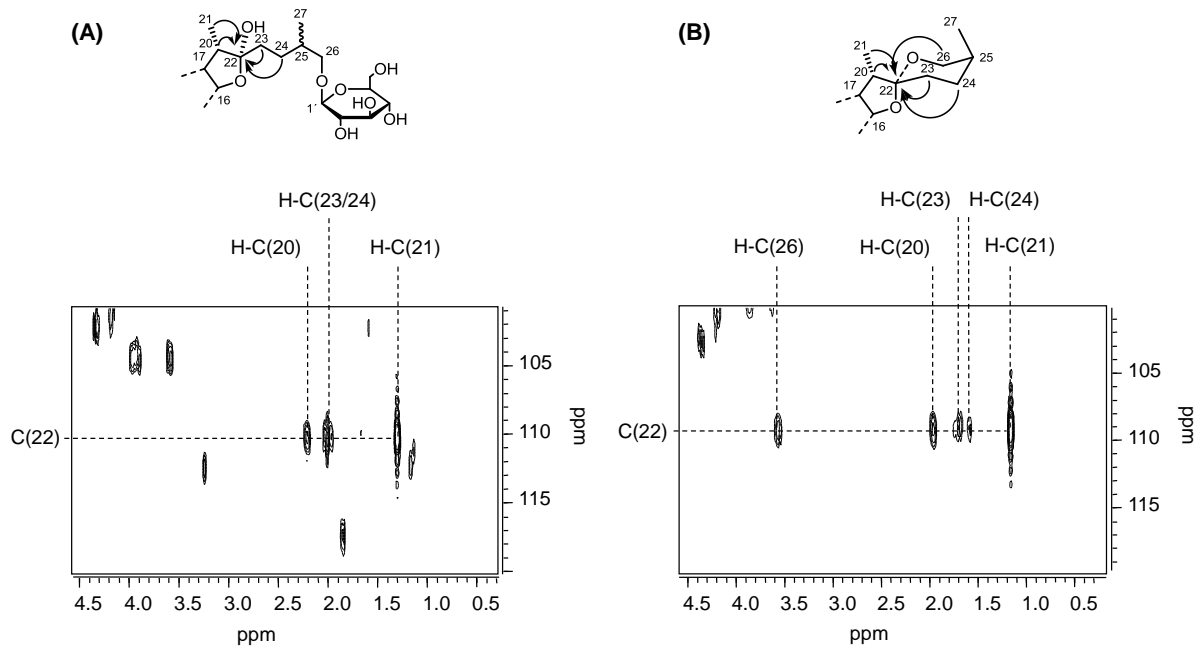 (A)
21
OH
27
20
23
24
17
22
25
26
O
O
O
OH
16
1´
HO
OH
OH
H-C(23/24)
H-C(20)
H-C(21)
C(22)
105
110
115
ppm
4.5 4.0 3.5 3.0 2.5 2.0 1.5 1.0 0.5
ppm
(B)
27
21
O
26
25
20
23
17
22
24
O
16
H-C(23)
H-C(24)
H-C(26)
H-C(20)
H-C(21)
C(22)
105
110
115
ppm
4.5 4.0 3.5 3.0 2.5 2.0 1.5 1.0 0.5
ppm